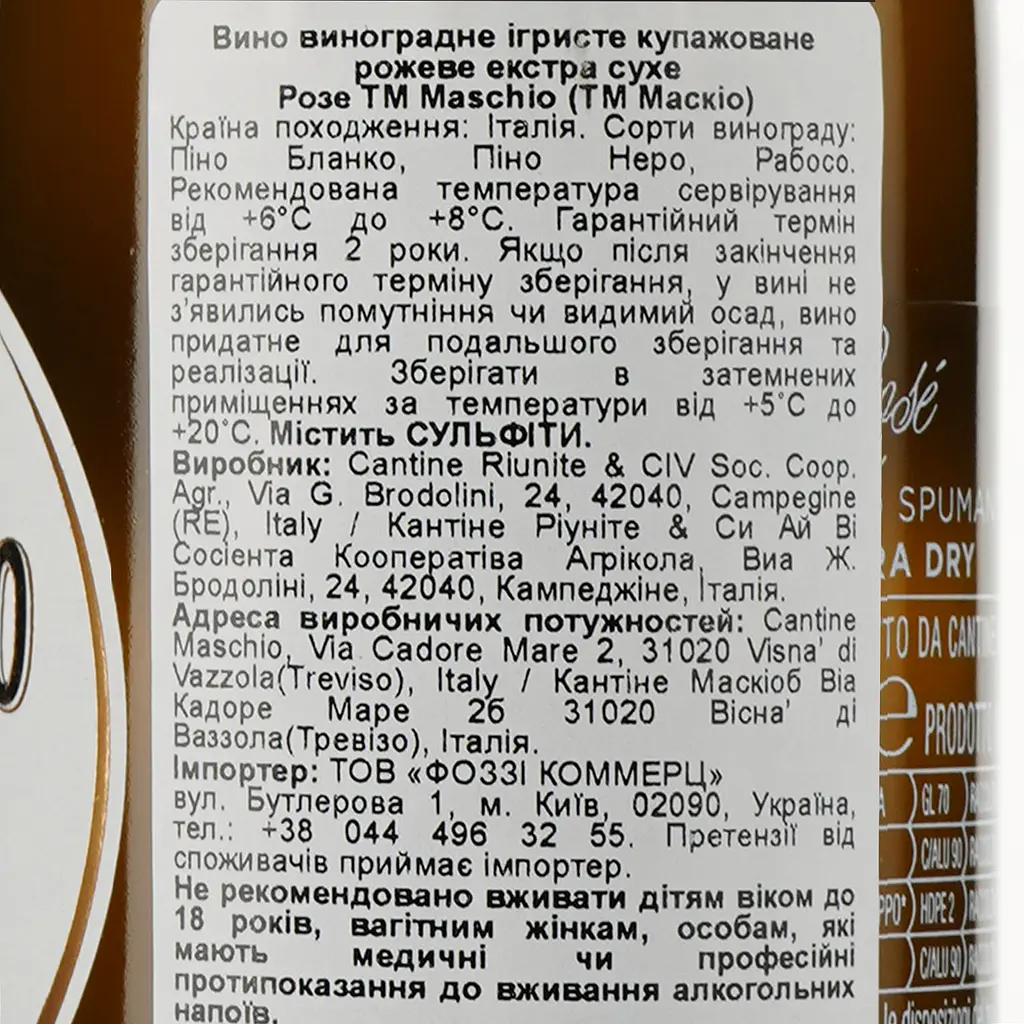 Вино виноградне ігристе купажоване
рожеве екстра сухе
Розе ТМ Maschio (ТМ Маскіо)
Країна походження: Італія. Сорти винограду:
Піно Бланко, Піно Неро, Рабосо.
Рекомендована температура сервірування
від +6°С до +8°С. Гарантійний термін
зберігання 2 роки. Якщо після закінчення
гарантійного терміну зберігання, у вині не
з’явились помутніння чи видимий осад, вино
придатне для подальшого зберігання та
реалізації. Зберігати в затемнених
приміщеннях за температури від +5°С до
+20°С. Містить СУЛЬФІТИ.
Виробник: Cantine Riunite & CIV Soc. Coop.
Agr., Via G. Brodolini, 24, 42040, Campegine
(RE), Italy / Кантіне Ріуніте & Си Ай Ві
Сосієнта Кооператіва Агрікола, Виа Ж.
Бродоліні, 24, 42040, Кампеджіне, Італія.
Адреса виробничих потужностей: Cantine
Maschio, Via Cadore Mare 2, 31020 Visna' di
Vazzola(Treviso), Italy / Кантіне Маскіоб Віа
Кадоре Маре 2б 31020 Вісна' ді
Ваззола(Тревізо), Італія.
Імпортер: ТОВ «ФОЗЗІ КОММЕРЦ»
вул. Бутлерова 1, м. Київ, 02090, Україна,
тел.: +38 044 496 32 55. Претензії від
споживачів приймає імпортер.
Не рекомендовано вживати дітям віком до
18 років, вагітним жінкам, особам, які
мають медичні чи професійні
протипоказання до вживання алкогольних
напоїв.
DRY
DA
e
GL 70
C/ALU 90
HDPE 2
C/ALU 90